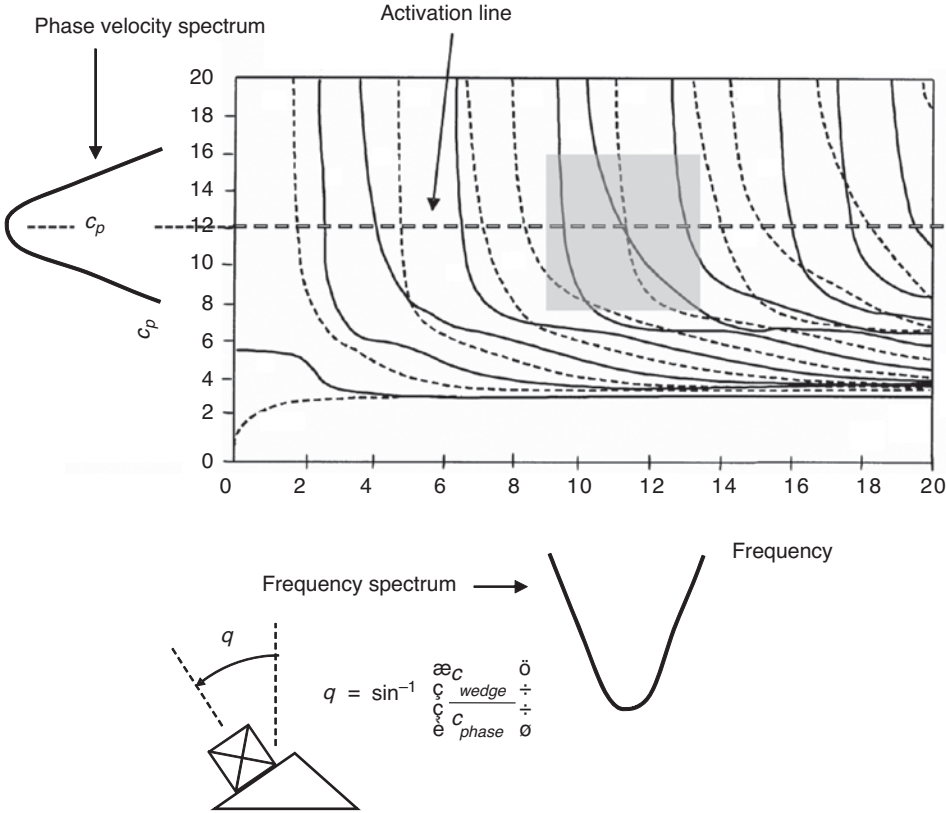 Activation line
Phase velocity spectrum
20
18
16
14
12
10
8
6
4
2
0
c_p
c_p
0 2 4 6 8 10 12 14 16 18 20
Frequency
Frequency spectrum
q
q = sin–1
æc wedge ö
ç ÷
ç c phase ÷
è ø